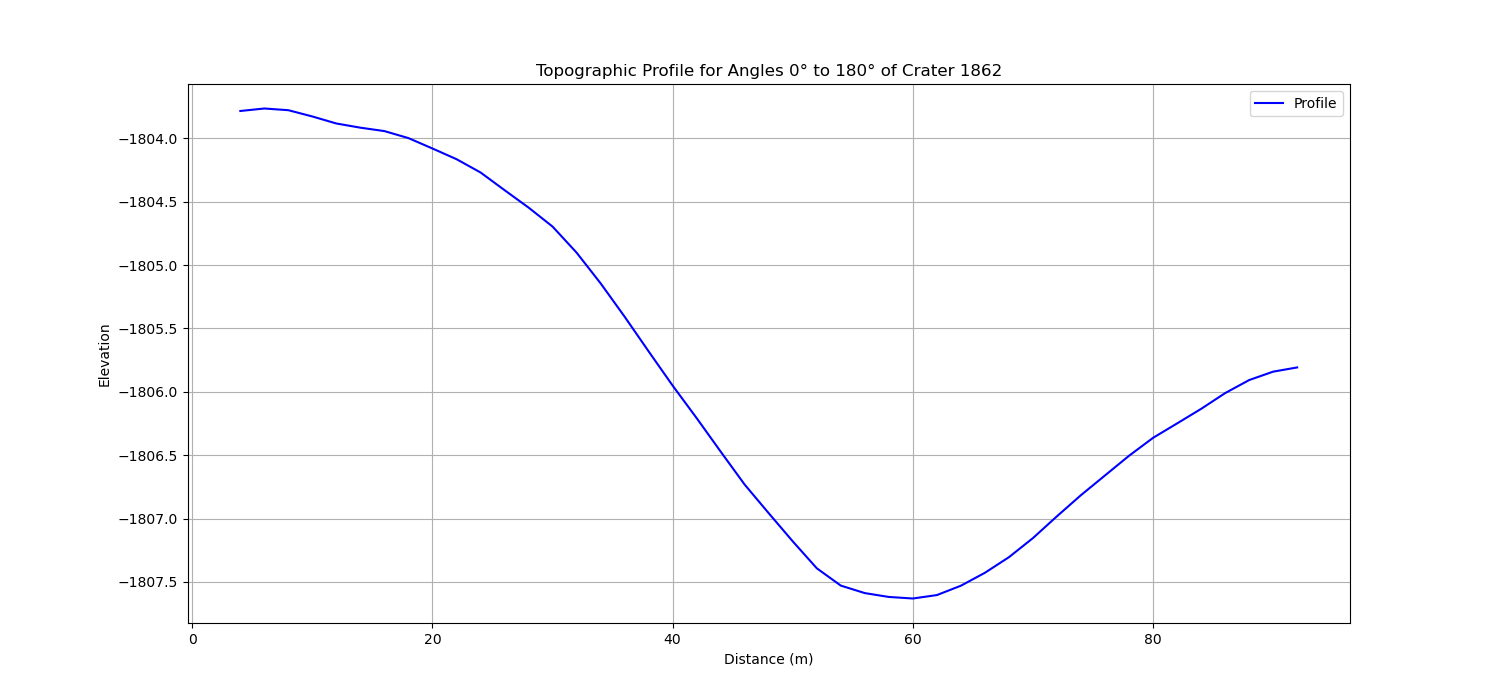 Topographic Profile for Angles 0° to 180° of Crater 1862
Profile
Elevation
−1804.0
−1804.5
−1805.0
−1805.5
−1806.0
−1806.5
−1807.0
−1807.5
0 20 40 60 80
Distance (m)